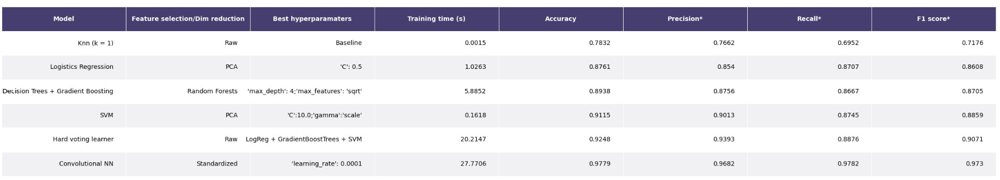 Model Feature selection/Dim reduction Best hyperparamaters Training time (s) Accuracy Precision* Recall* F1 score*
Knn (k = 1) Raw Baseline 0.0015 0.7832 0.7662 0.6952 0.7176
Logistics Regression PCA 'C': 0.5 1.0263 0.8761 0.854 0.8707 0.8608
Decision Trees + Gradient Boosting Random Forests 'max_depth': 4;'max_features': 'sqrt' 5.8852 0.8938 0.8756 0.8667 0.8705
SVM PCA 'C':10.0;'gamma':'scale' 0.1618 0.9115 0.9013 0.8745 0.8859
Hard voting learner Raw LogReg + GradientBoostTrees + SVM 20.2147 0.9248 0.9393 0.8876 0.9071
Convolutional NN Standardized 'learning_rate': 0.0001 27.7706 0.9779 0.9682 0.9782 0.973